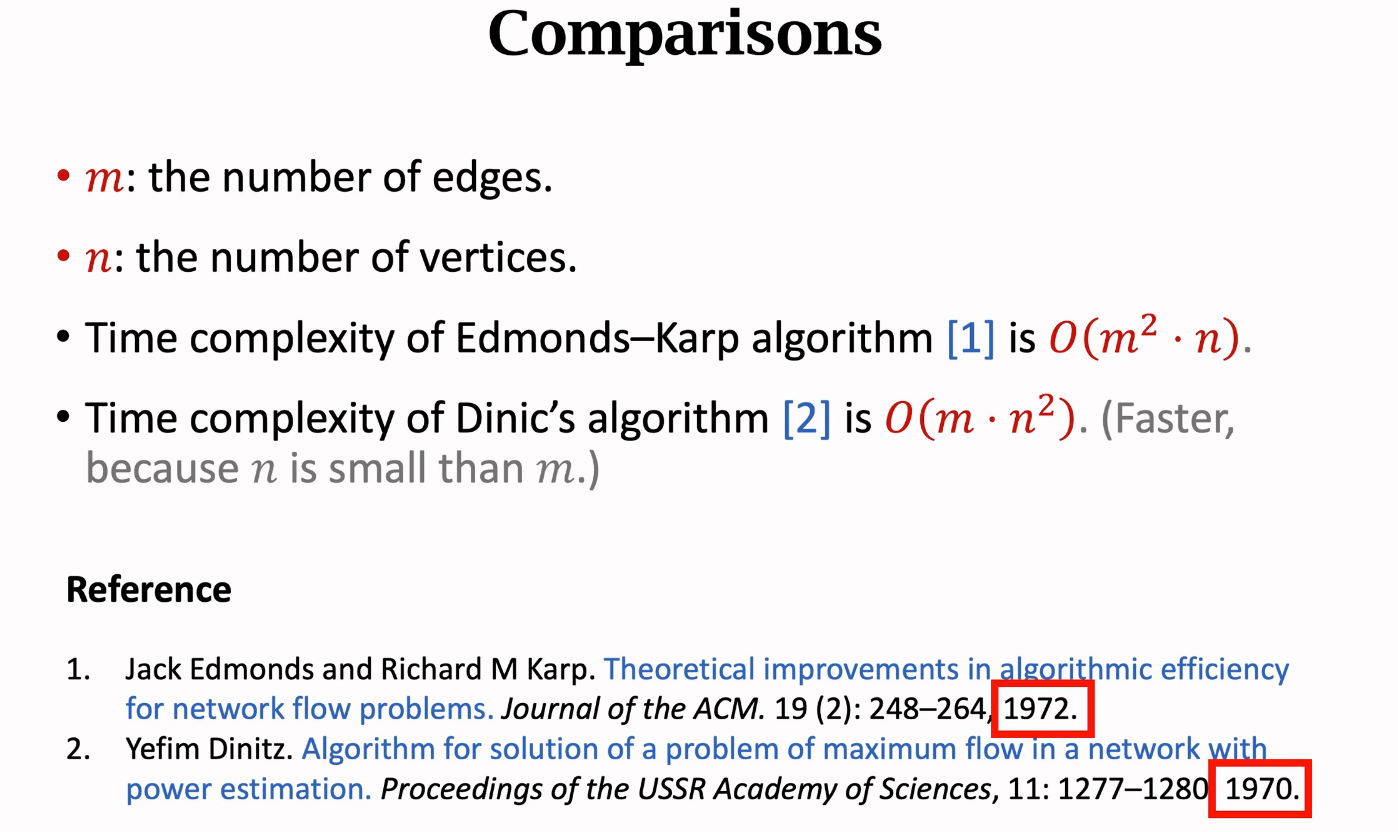 Comparisons
• m: the number of edges.
• n: the number of vertices.
• Time complexity of Edmonds–Karp algorithm [1] is O(m² · n).
• Time complexity of Dinic’s algorithm [2] is O(m · n²). (Faster,
because n is small than m.)
Reference
1. Jack Edmonds and Richard M Karp. Theoretical improvements in algorithmic efficiency
for network flow problems. Journal of the ACM. 19 (2): 248–264, 1972.
2. Yefim Dinitz. Algorithm for solution of a problem of maximum flow in a network with
power estimation. Proceedings of the USSR Academy of Sciences, 11: 1277–1280 1970.